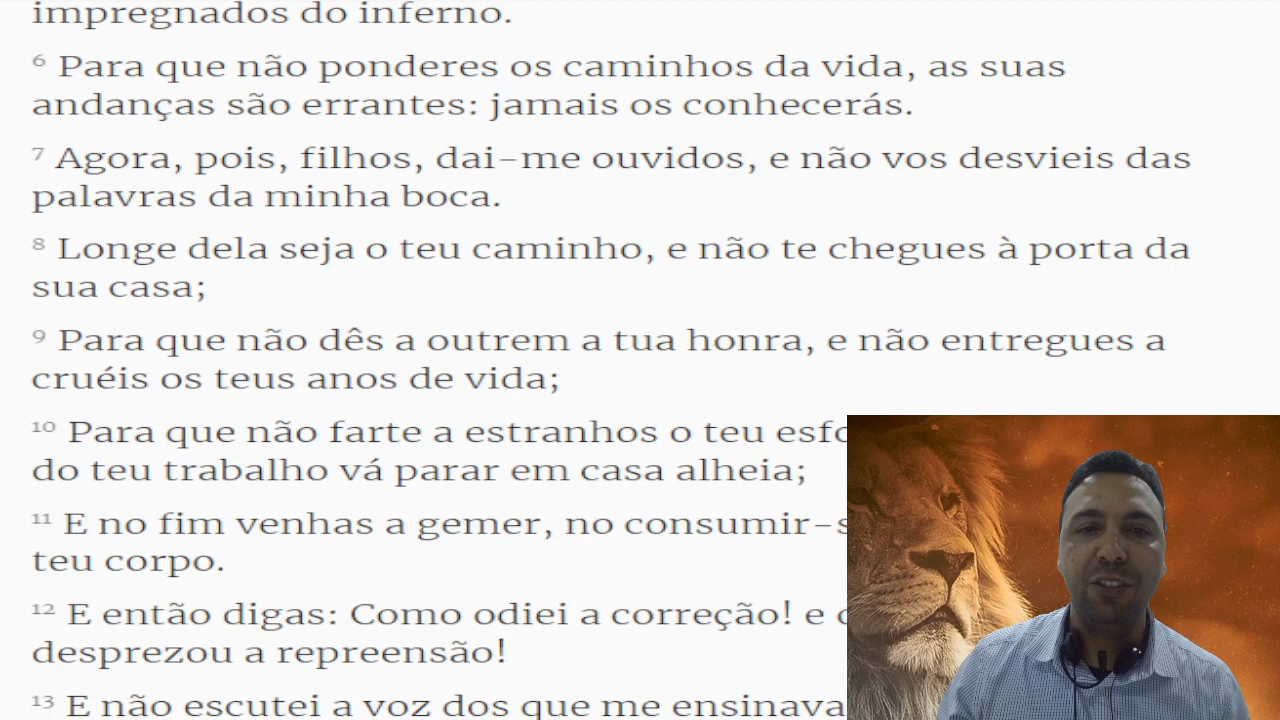 impregnados do inferno.
6 Para que não ponderes os caminhos da vida, as suas
andanças são errantes: jamais os conhecerás.
7 Agora, pois, filhos, dai-me ouvidos, e não vos desvieis das
palavras da minha boca.
8 Longe dela seja o teu caminho, e não te chegues à porta da
sua casa;
9 Para que não dês a outrem a tua honra, e não entregues a
cruéis os teus anos de vida;
10 Para que não farte a estranhos o teu
do teu trabalho vá parar em casa alheia;
11 E no fim venhas a gemer, no
teu corpo.
12 E então digas: Como odiei a correção! e
desprezou a repreensão!
13 E não escutei a voz dos que me